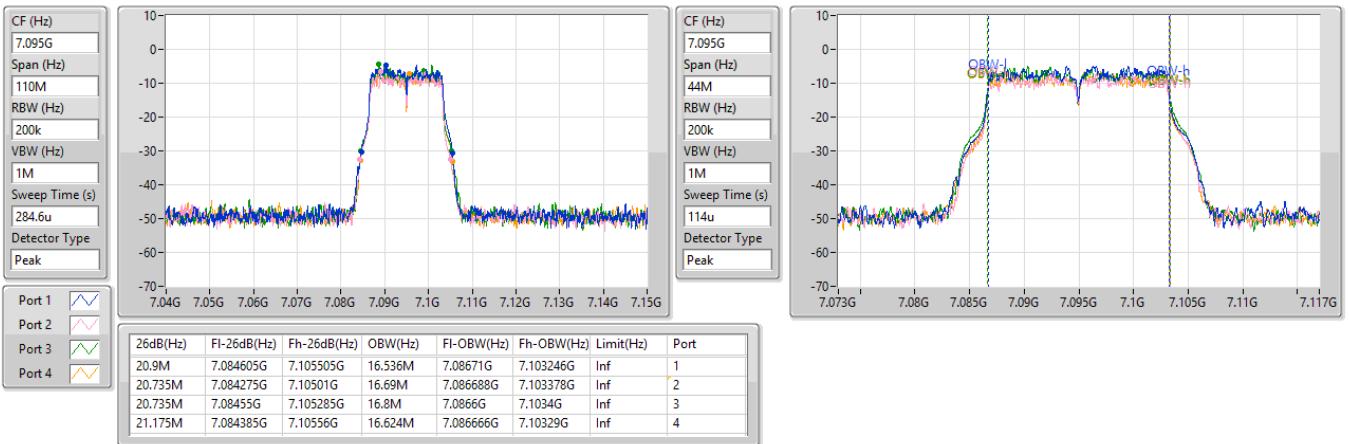 CF (Hz)
7.095G
Span (Hz)
110M
RBW (Hz)
200k
VBW (Hz)
1M
Sweep Time (s)
284.6u
Detector Type
Peak
10
0
-10
-20
-30
-40
-50
-60
-70
7.04G 7.05G 7.06G 7.07G 7.08G 7.09G 7.1G 7.11G 7.12G 7.13G 7.14G 7.15G
CF (Hz)
7.095G
Span (Hz)
44M
RBW (Hz)
200k
VBW (Hz)
1M
Sweep Time (s)
114u
Detector Type
Peak
10
0
-10
-20
-30
-40
-50
-60
-70
OBW-l OBW-h
7.073G 7.08G 7.085G 7.09G 7.095G 7.1G 7.105G 7.11G 7.117G
Port 1
Port 2
Port 3
Port 4
26dB(Hz) Fl-26dB(Hz) Fh-26dB(Hz) OBW(Hz) Fl-OBW(Hz) Fh-OBW(Hz) Limit(Hz) Port
20.9M 7.084605G 7.105505G 16.536M 7.08671G 7.103246G Inf 1
20.735M 7.084275G 7.10501G 16.69M 7.086688G 7.103378G Inf 2
20.735M 7.08455G 7.105285G 16.8M 7.0866G 7.1034G Inf 3
21.175M 7.084385G 7.10556G 16.624M 7.086666G 7.10329G Inf 4